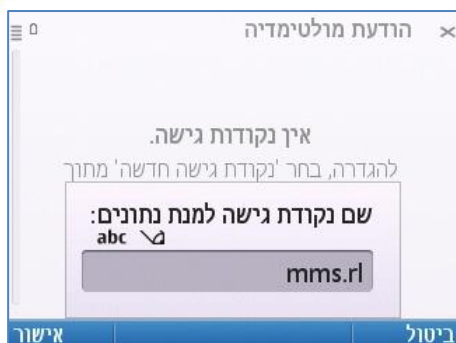 הודעת מולטימדיה
אין נקודות גישה.
להגדרה, בחר 'נקודת גישה חדשה' מתוך
שם נקודת גישה למנת נתונים:
abc
mms.rl
ביטול
אישור